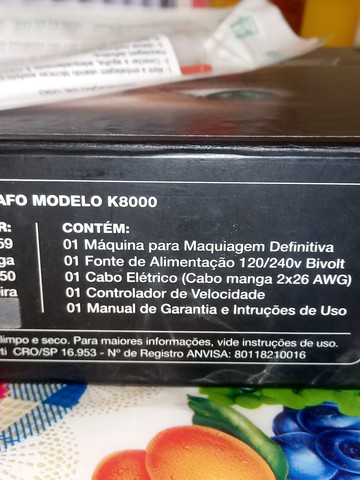 AFO MODELO K8000
R:
59
ga
50
eira
CONTÉM:
01 Máquina para Maquiagem Definitiva
01 Fonte de Alimentação 120/240v Bivolt
01 Cabo Elétrico (Cabo manga 2x26 AWG)
01 Controlador de Velocidade
01 Manual de Garantia e Intruções de Uso
limpo e seco. Para maiores informações, vide instruções de uso.
rti CRO/SP 16.953 - Nº de Registro ANVISA: 80118210016